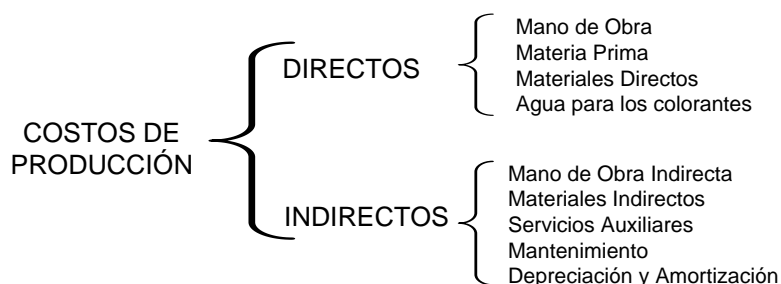 COSTOS DE
PRODUCCIÓN
DIRECTOS
Mano de Obra
Materia Prima
Materiales Directos
Agua para los colorantes
INDIRECTOS
Mano de Obra Indirecta
Materiales Indirectos
Servicios Auxiliares
Mantenimiento
Depreciación y Amortización